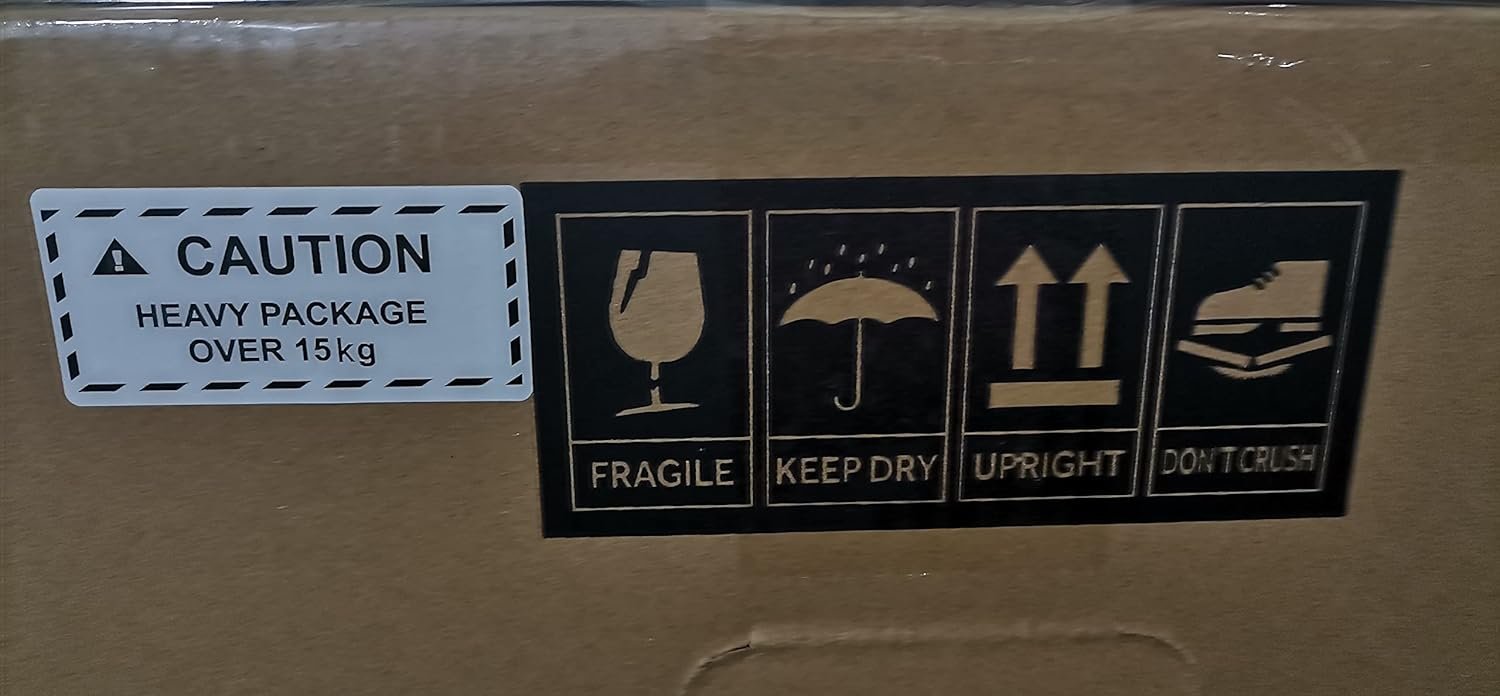 CAUTION
HEAVY PACKAGE
OVER 15kg
FRAGILE
KEEP DRY
UPRIGHT
DON'T CRUSH